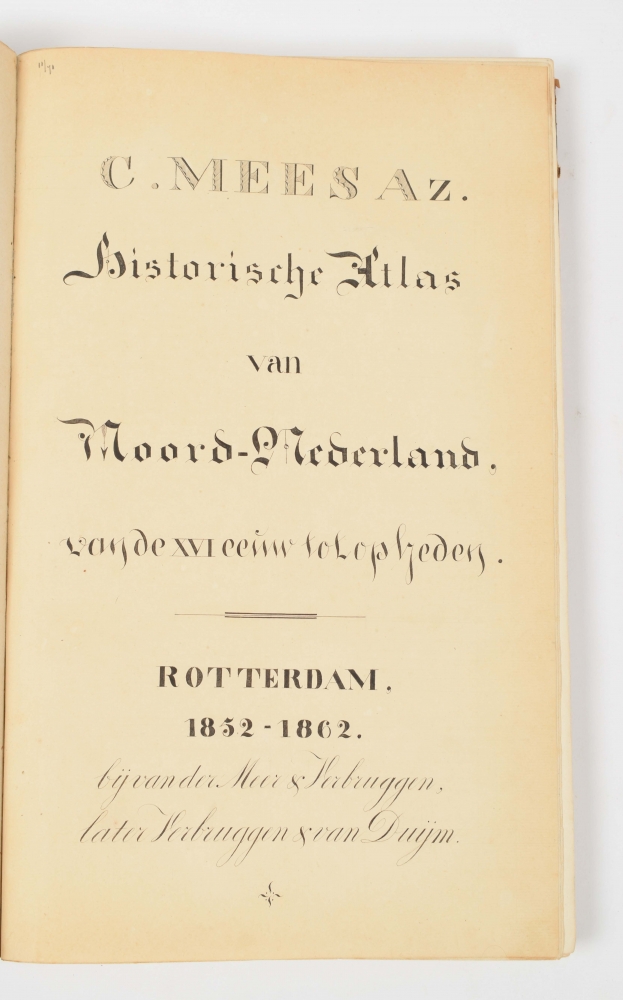 C. MEES Az.
Historische Atlas
van
Noord-Nederland,
van de XVI eeuw tot op heden.
ROTTERDAM,
1852-1862.
bij van der Meer & Verbruggen,
later Verbruggen & van Duijm.